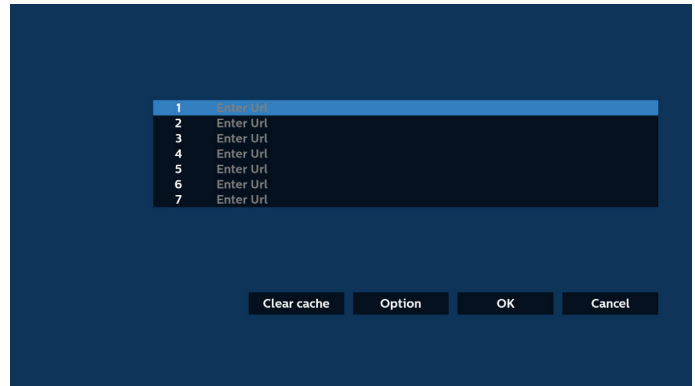 1 Enter Url
2 Enter Url
3 Enter Url
4 Enter Url
5 Enter Url
6 Enter Url
7 Enter Url
Clear cache Option OK Cancel